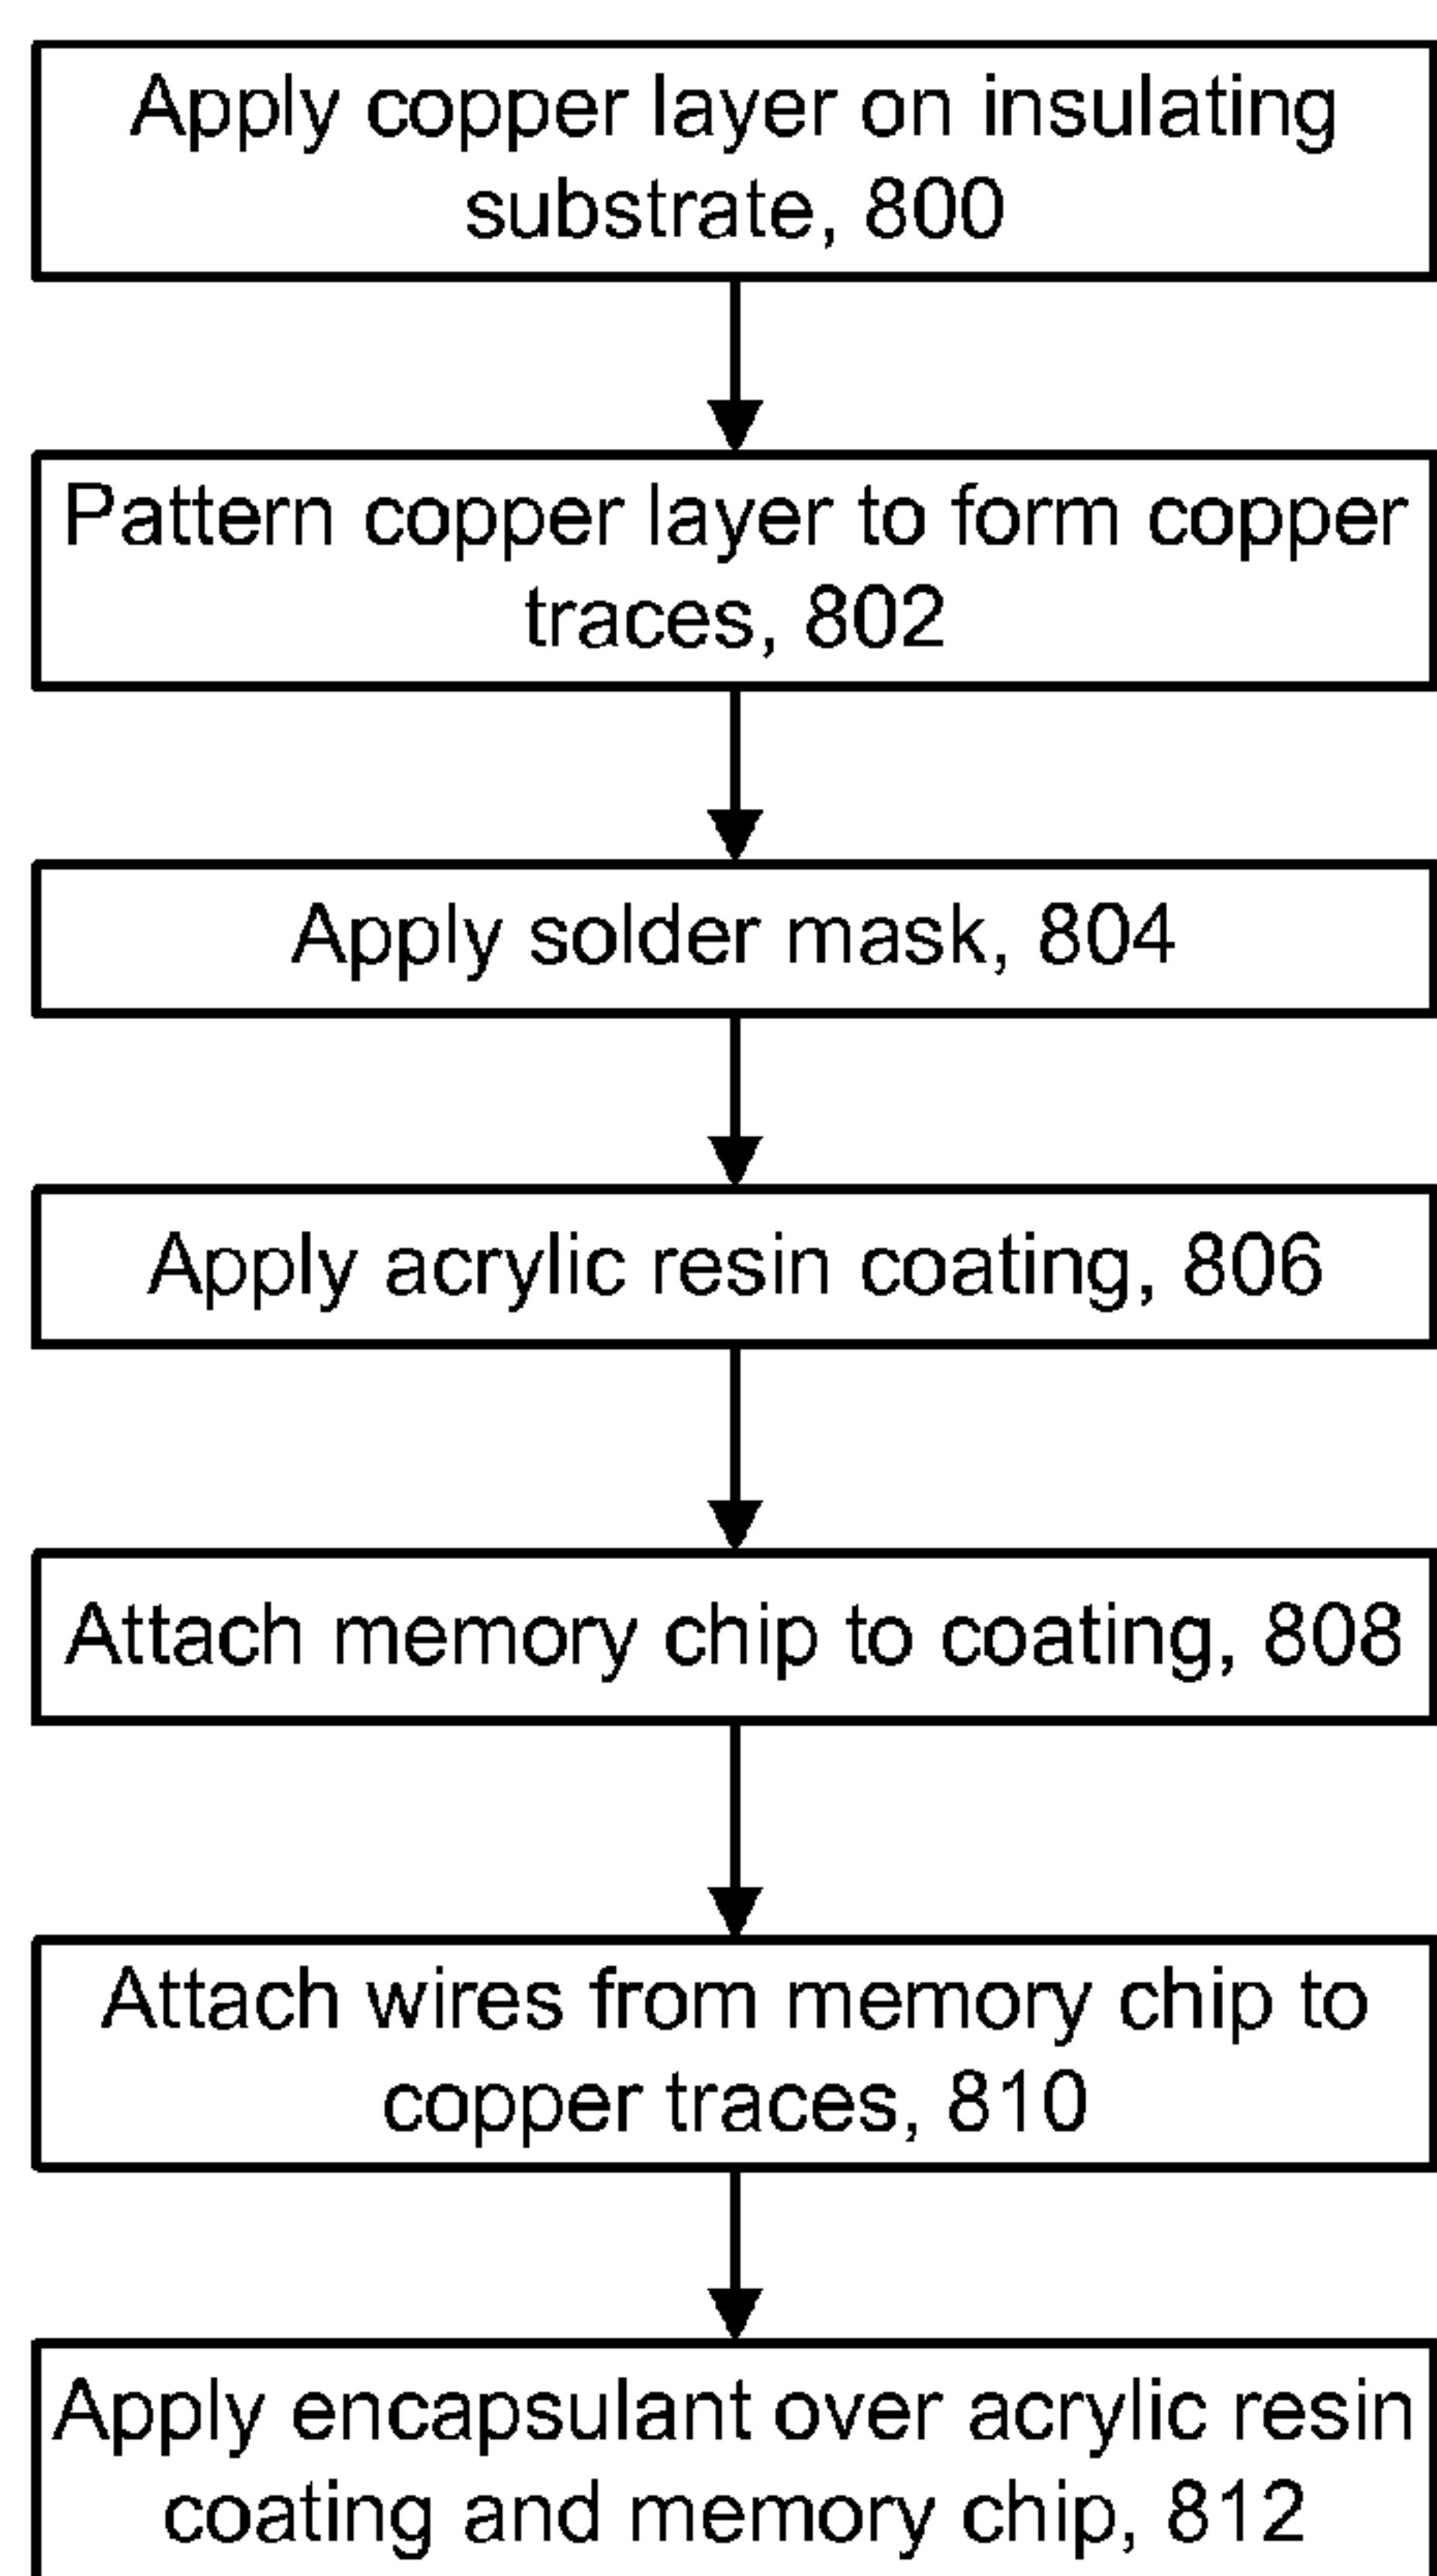 Apply copper layer on insulating
substrate, 800
Pattern copper layer to form copper
traces, 802
Apply solder mask, 804
Apply acrylic resin coating, 806
Attach memory chip to coating, 808
Attach wires from memory chip to
copper traces, 810
Apply encapsulant over acrylic resin
coating and memory chip, 812